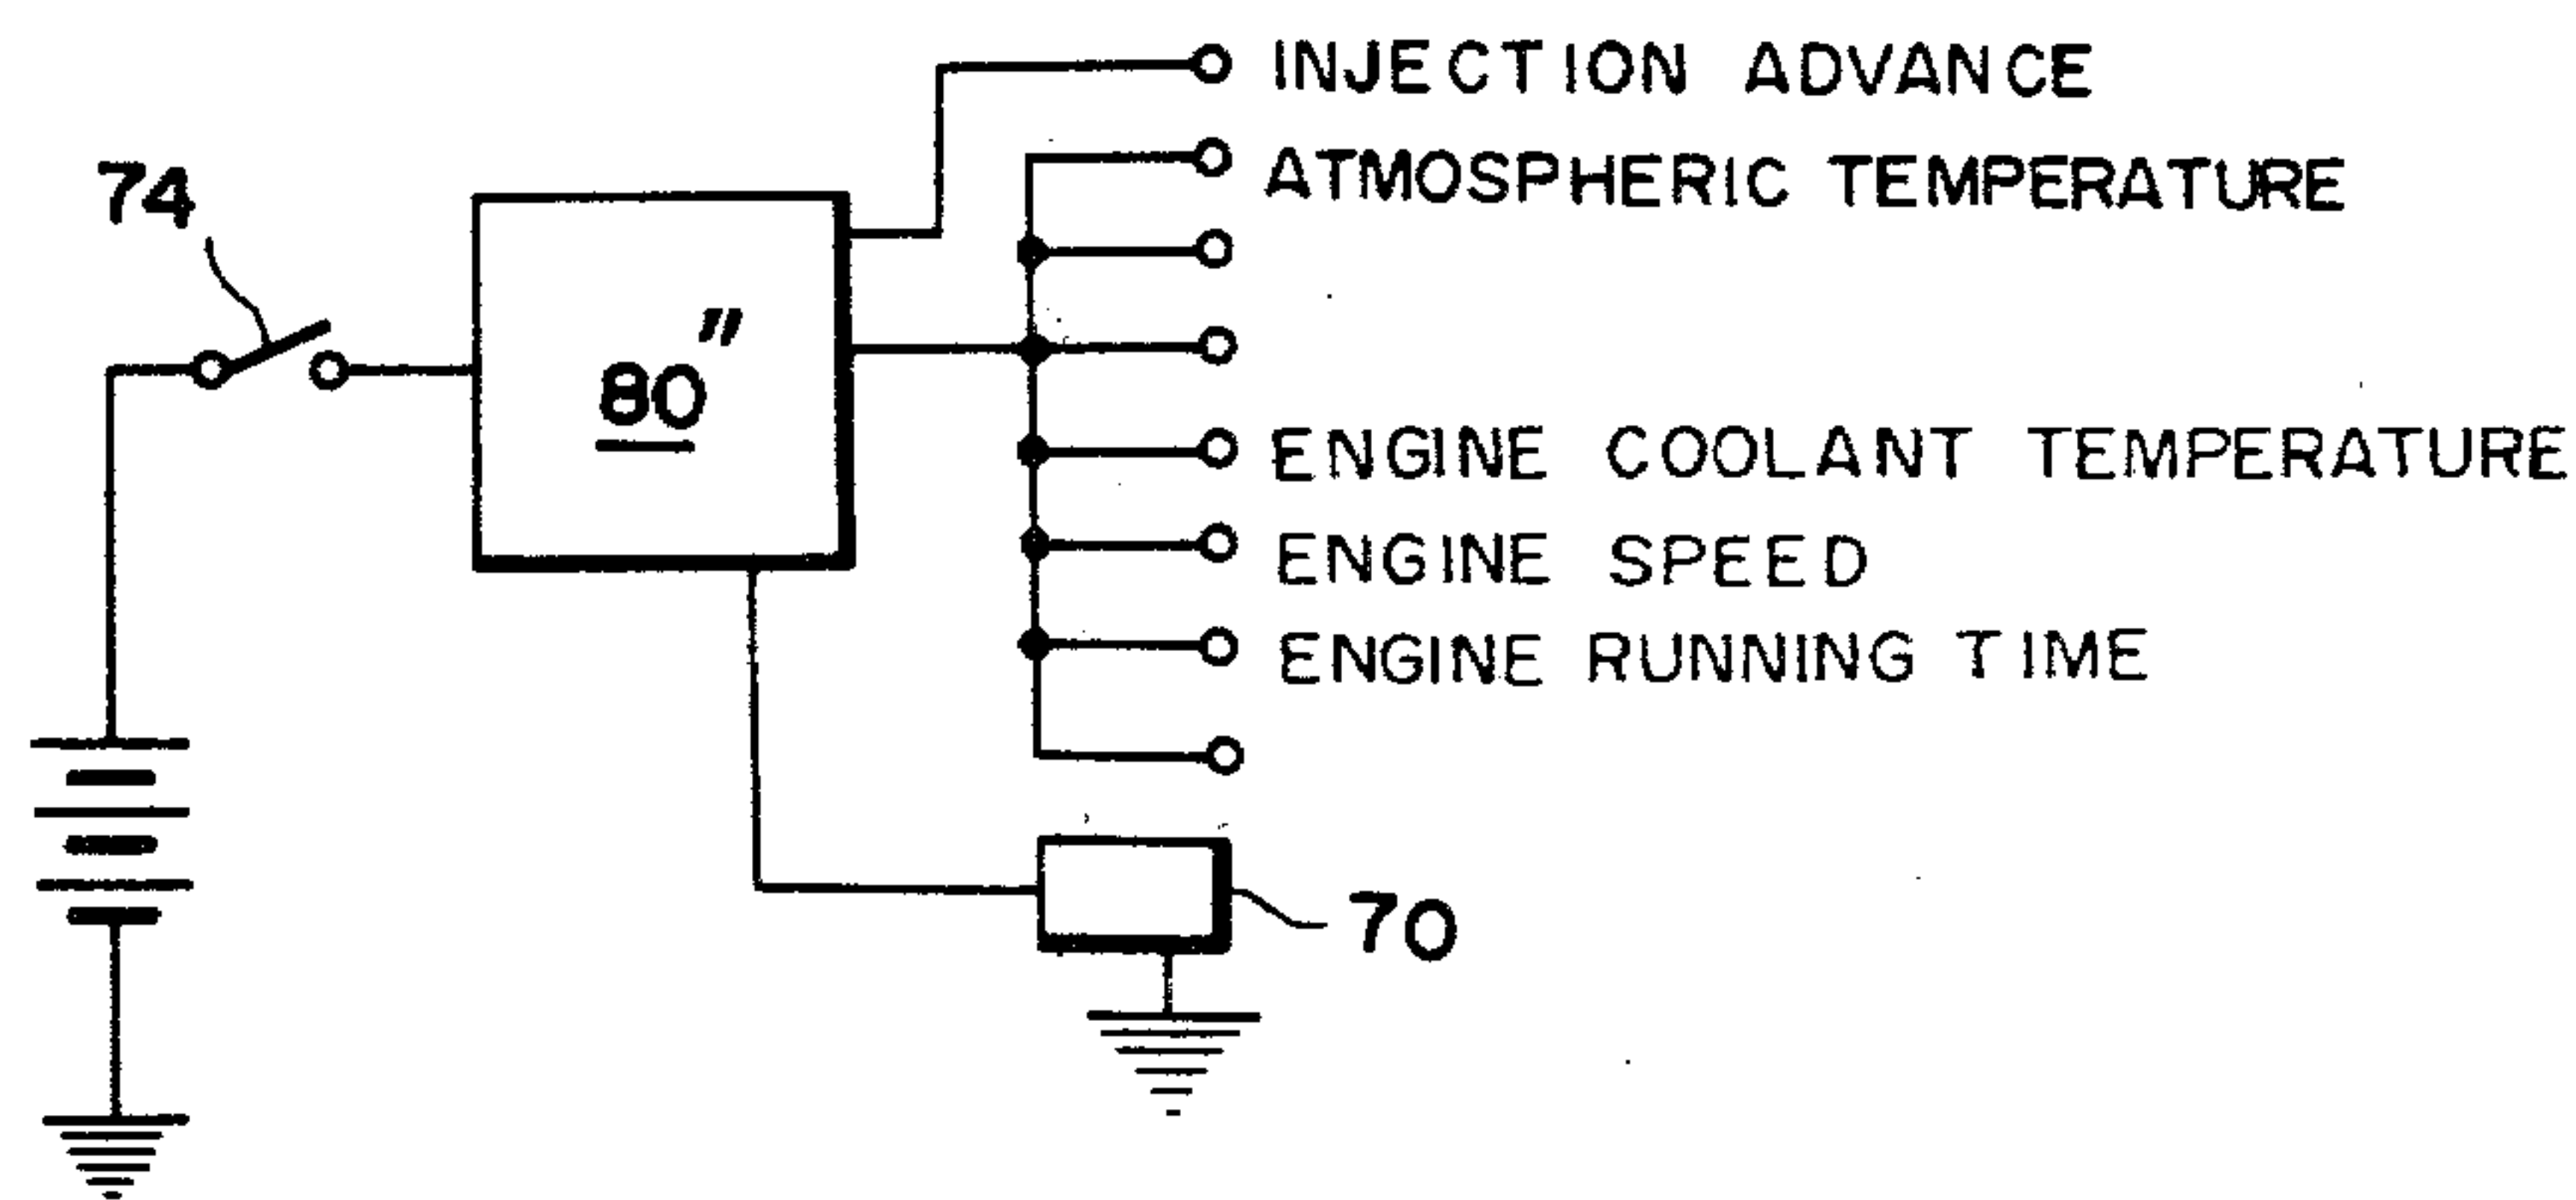 INJECTION ADVANCE
ATMOSPHERIC TEMPERATURE
74
80"
ENGINE COOLANT TEMPERATURE
ENGINE SPEED
ENGINE RUNNING TIME
70